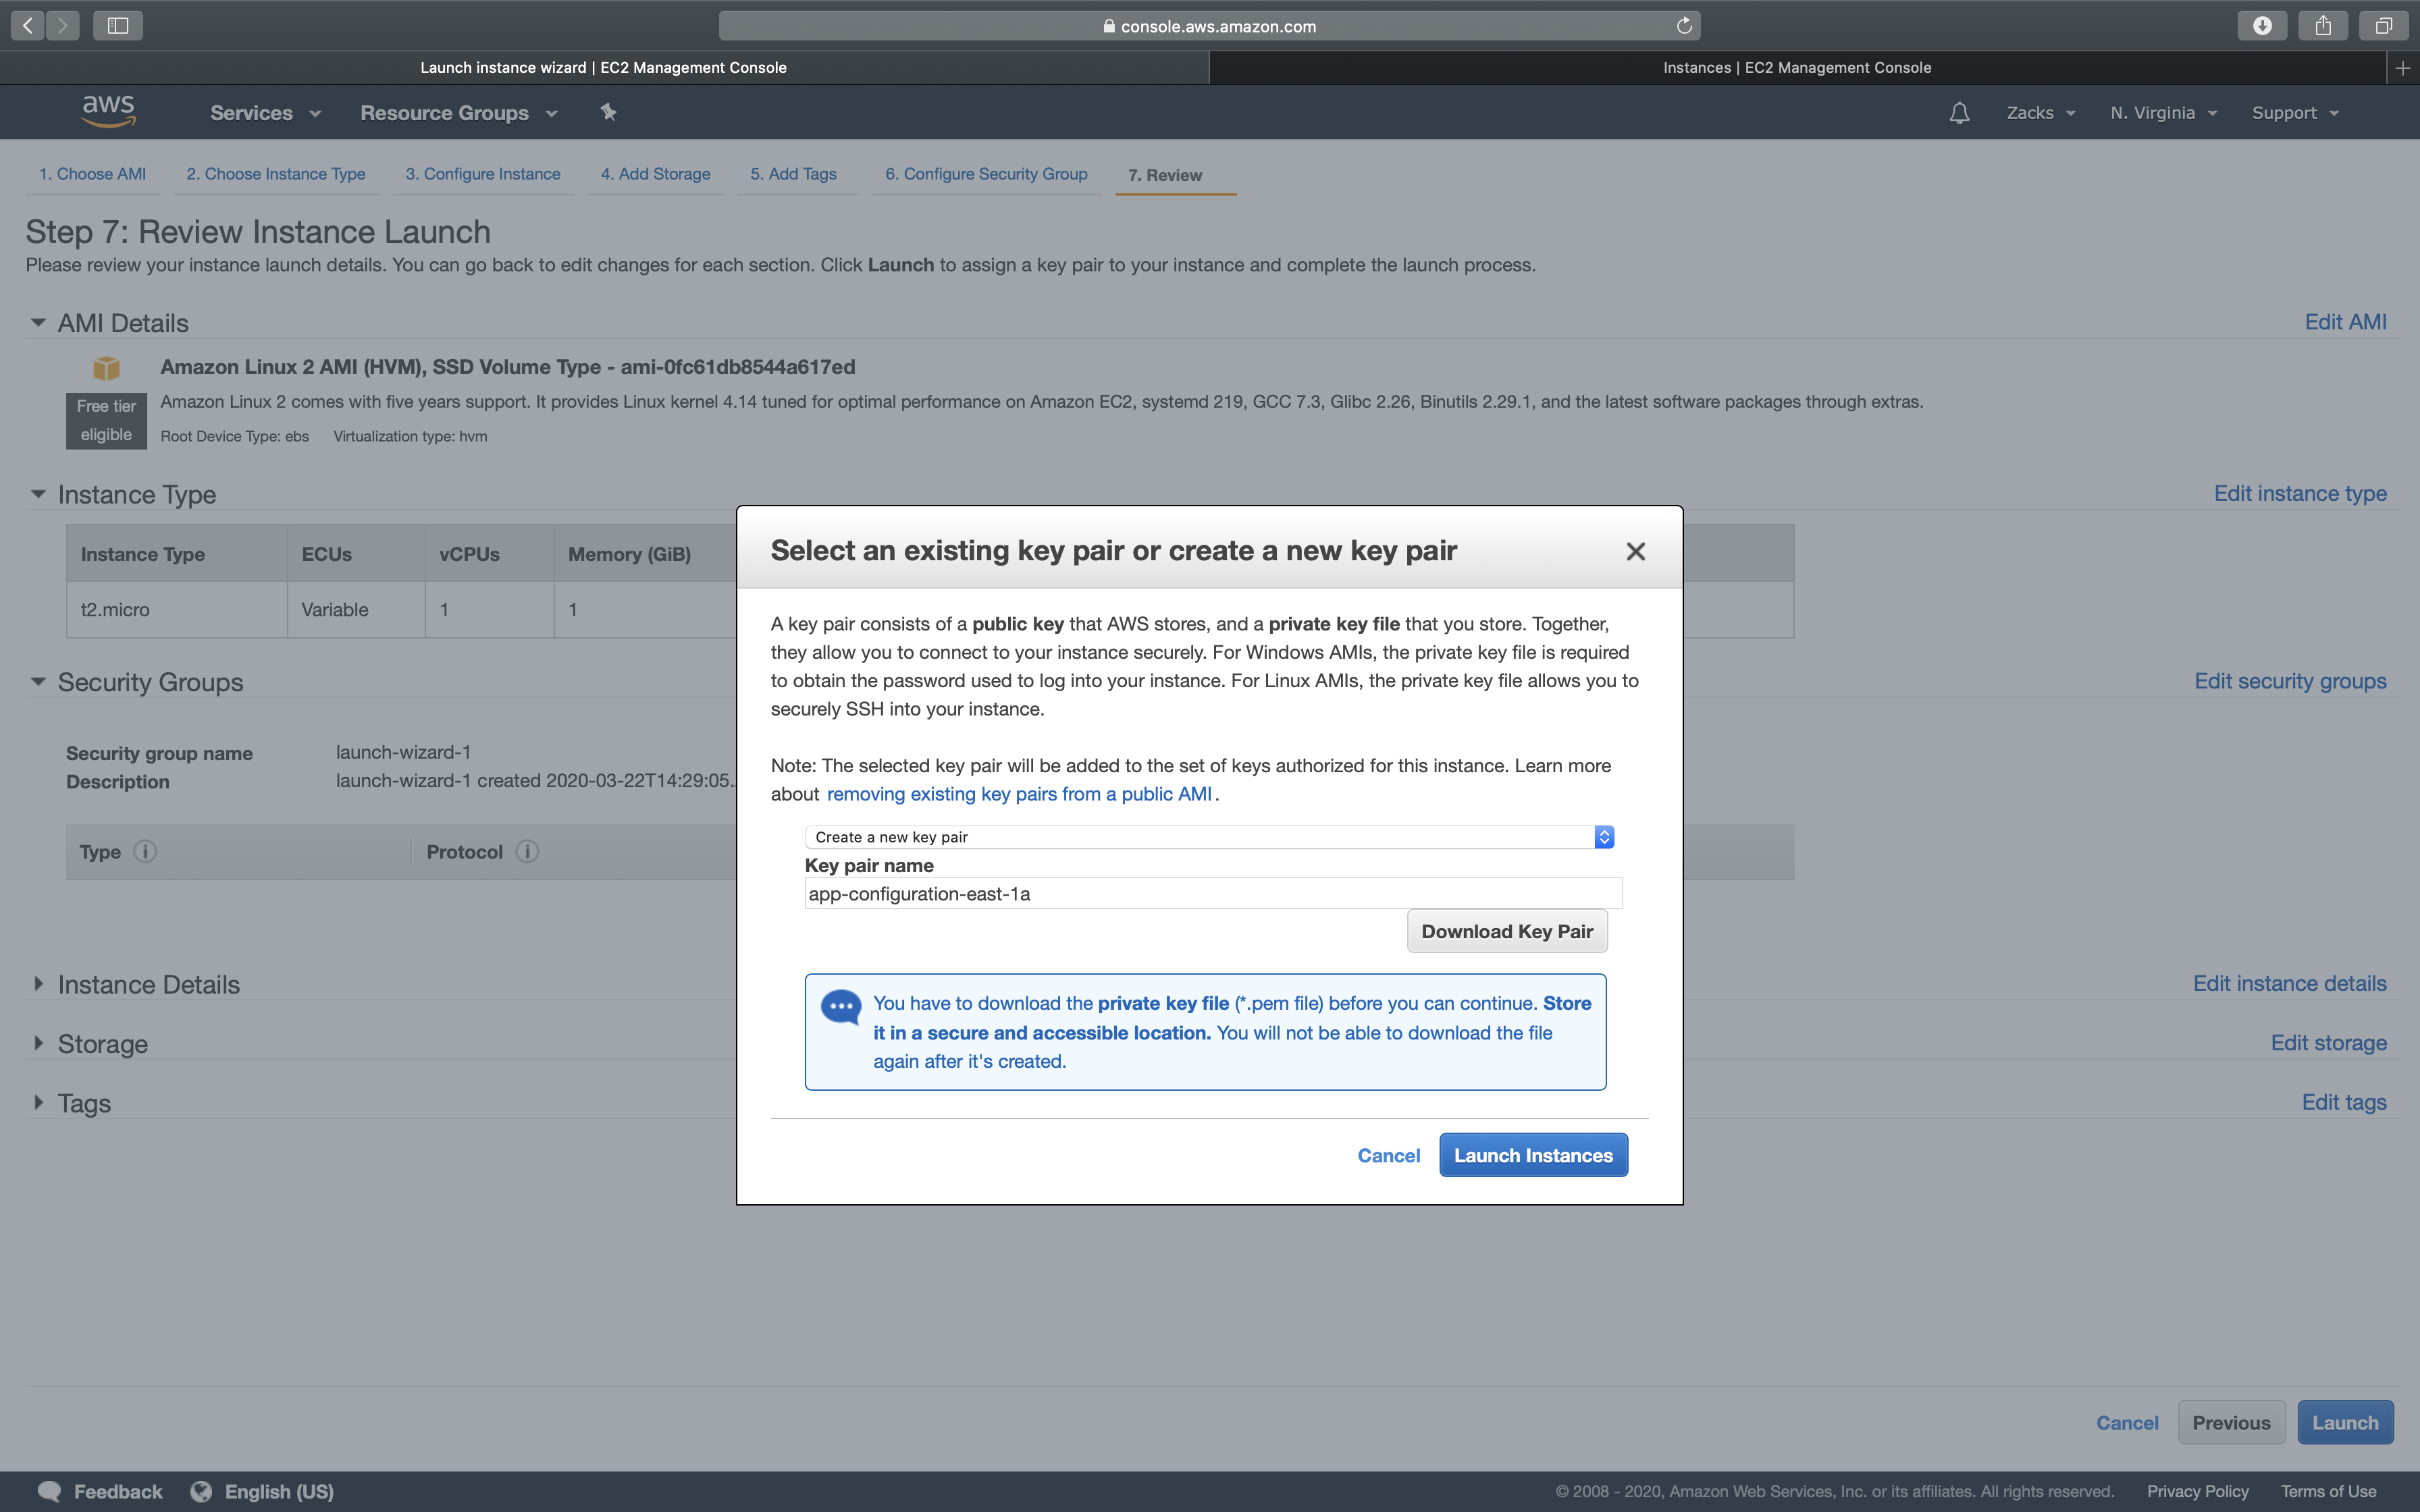 console.aws.amazon.com
Launch instance wizard | EC2 Management Console
Instances | EC2 Management Console
aws
Services
Resource Groups
Zacks
N. Virginia
Support
1. Choose AMI
2. Choose Instance Type
3. Configure Instance
4. Add Storage
5. Add Tags
6. Configure Security Group
7. Review
Step 7: Review Instance Launch
Please review your instance launch details. You can go back to edit changes for each section. Click Launch to assign a key pair to your instance and complete the launch process.
AMI Details
Edit AMI
Amazon Linux 2 AMI (HVM), SSD Volume Type - ami-0fc61db8544a617ed
Free tier
eligible
Amazon Linux 2 comes with five years support. It provides Linux kernel 4.14 tuned for optimal performance on Amazon EC2, systemd 219, GCC 7.3, Glibc 2.26, Binutils 2.29.1, and the latest software packages through extras.
Root Device Type: ebs Virtualization type: hvm
Instance Type
Edit instance type
Instance Type ECUs vCPUs Memory (GiB)
t2.micro Variable 1 1
Security Groups
Edit security groups
Security group name launch-wizard-1
Description launch-wizard-1 created 2020-03-22T14:29:05.
Type Protocol
Instance Details
Edit instance details
Storage
Edit storage
Tags
Edit tags
Select an existing key pair or create a new key pair
A key pair consists of a public key that AWS stores, and a private key file that you store. Together,
they allow you to connect to your instance securely. For Windows AMIs, the private key file is required
to obtain the password used to log into your instance. For Linux AMIs, the private key file allows you to
securely SSH into your instance.
Note: The selected key pair will be added to the set of keys authorized for this instance. Learn more
about removing existing key pairs from a public AMI.
Create a new key pair
Key pair name
app-configuration-east-1a
Download Key Pair
You have to download the private key file (*.pem file) before you can continue. Store
it in a secure and accessible location. You will not be able to download the file
again after it's created.
Cancel
Launch Instances
Cancel
Previous
Launch
Feedback
English (US)
© 2008 - 2020, Amazon Web Services, Inc. or its affiliates. All rights reserved.
Privacy Policy
Terms of Use